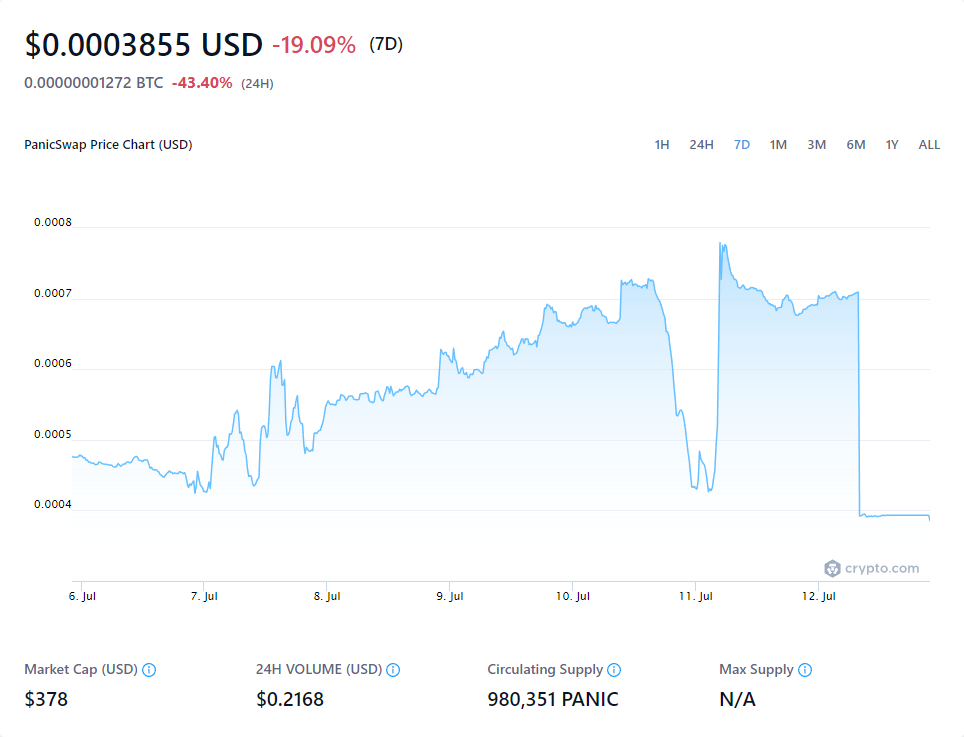 $0.0003855 USD -19.09% (7D)
0.00000001272 BTC -43.40% (24H)
PanicSwap Price Chart (USD) 1H 24H 7D 1M 3M 6M 1Y ALL
0.0008
0.0007
0.0006
0.0005
0.0004
crypto.com
6. Jul 7. Jul 8. Jul 9. Jul 10. Jul 11. Jul 12. Jul
Market Cap (USD) 24H VOLUME (USD) Circulating Supply Max Supply
$378 $0.2168 980,351 PANIC N/A